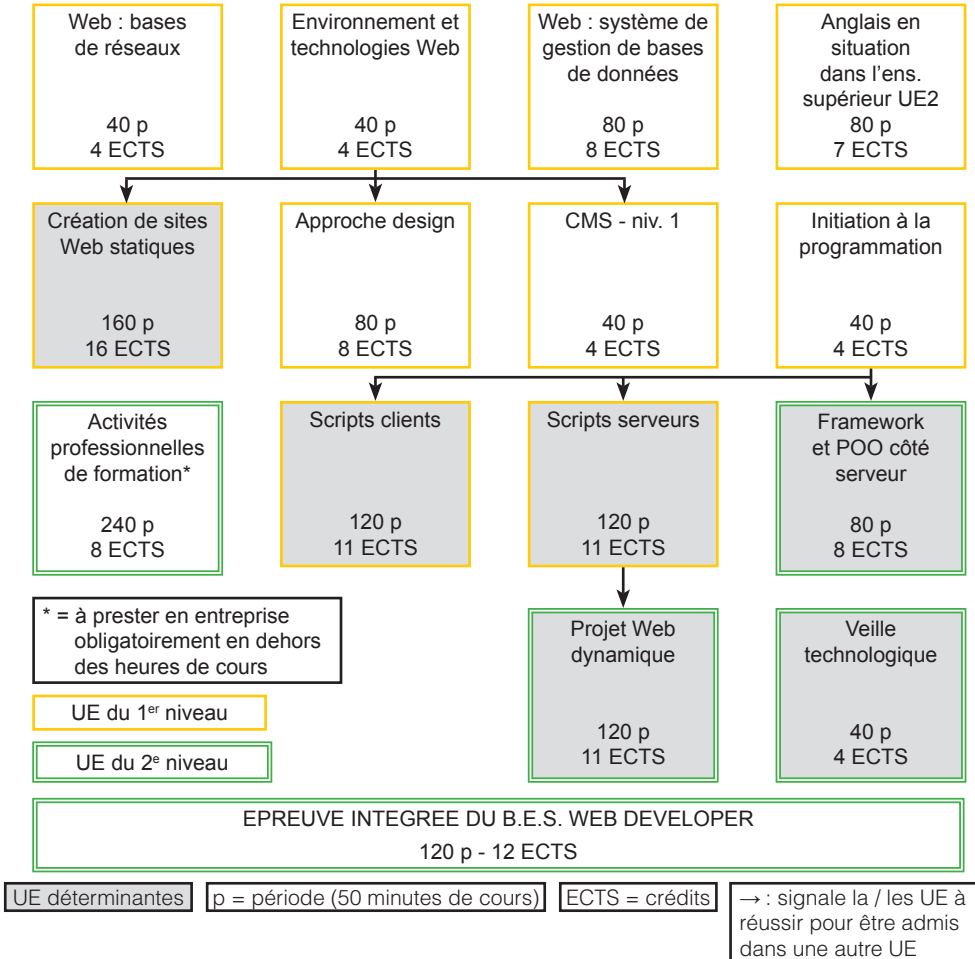 Web : bases
de réseaux
40 p
4 ECTS
Environnement et
technologies Web
40 p
4 ECTS
Web : système de
gestion de bases
de données
80 p
8 ECTS
Anglais en
situation
dans l'ens.
supérieur UE2
80 p
7 ECTS
Création de sites
Web statiques
160 p
16 ECTS
Approche design
80 p
8 ECTS
CMS - niv. 1
40 p
4 ECTS
Initiation à la
programmation
40 p
4 ECTS
Activités
professionnelles
de formation*
240 p
8 ECTS
Scripts clients
120 p
11 ECTS
Scripts serveurs
120 p
11 ECTS
Framework
et POO côté
serveur
80 p
8 ECTS
* = à prester en entreprise
obligatoirement en dehors
des heures de cours
Projet Web
dynamique
120 p
11 ECTS
Veille
technologique
40 p
4 ECTS
UE du 1er niveau
UE du 2e niveau
EPREUVE INTEGREE DU B.E.S. WEB DEVELOPER
120 p - 12 ECTS
UE déterminantes
p = période (50 minutes de cours)
ECTS = crédits
→ : signale la / les UE à
réussir pour être admis
dans une autre UE